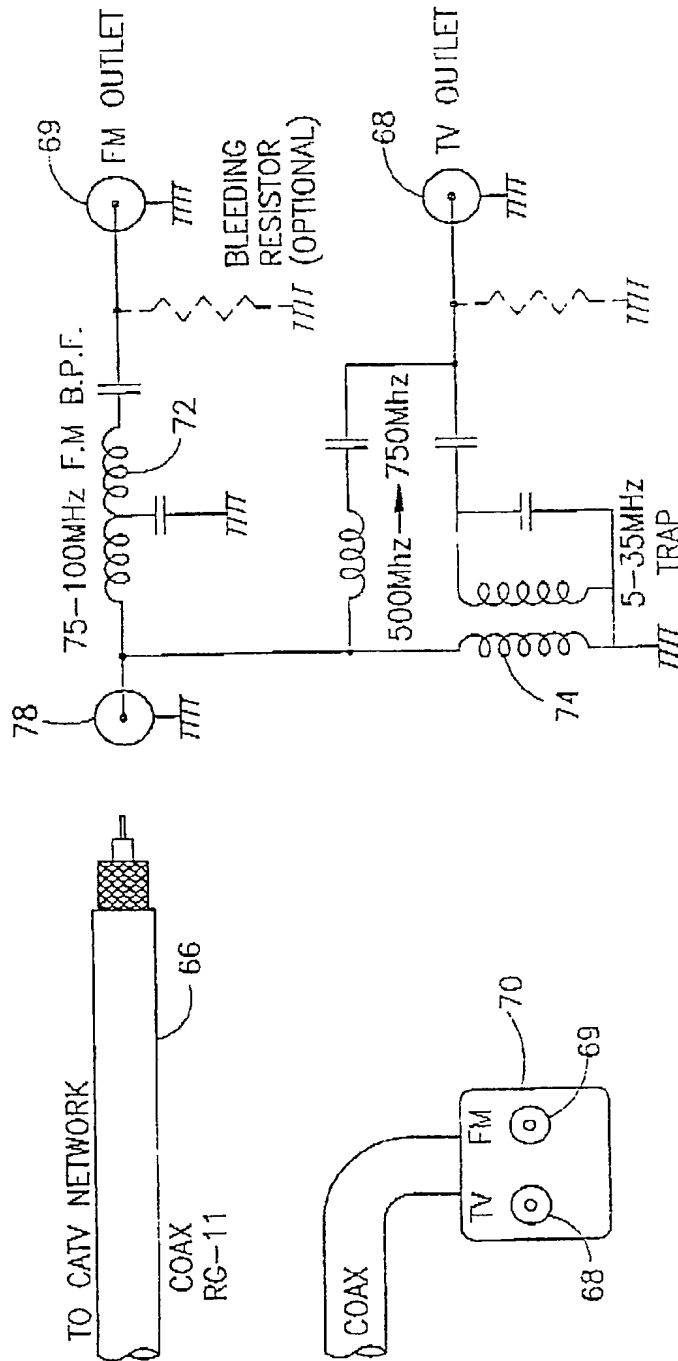 TO CATV NETWORK
COAX
RG-11
66
COAX
70
TV
FM
68
69
78
75-100MHz F.M B.P.F.
72
69
FM OUTLET
BLEEDING
RESISTOR
(OPTIONAL)
500Mhz
750Mhz
74
5-35MHz
TRAP
68
TV OUTLET